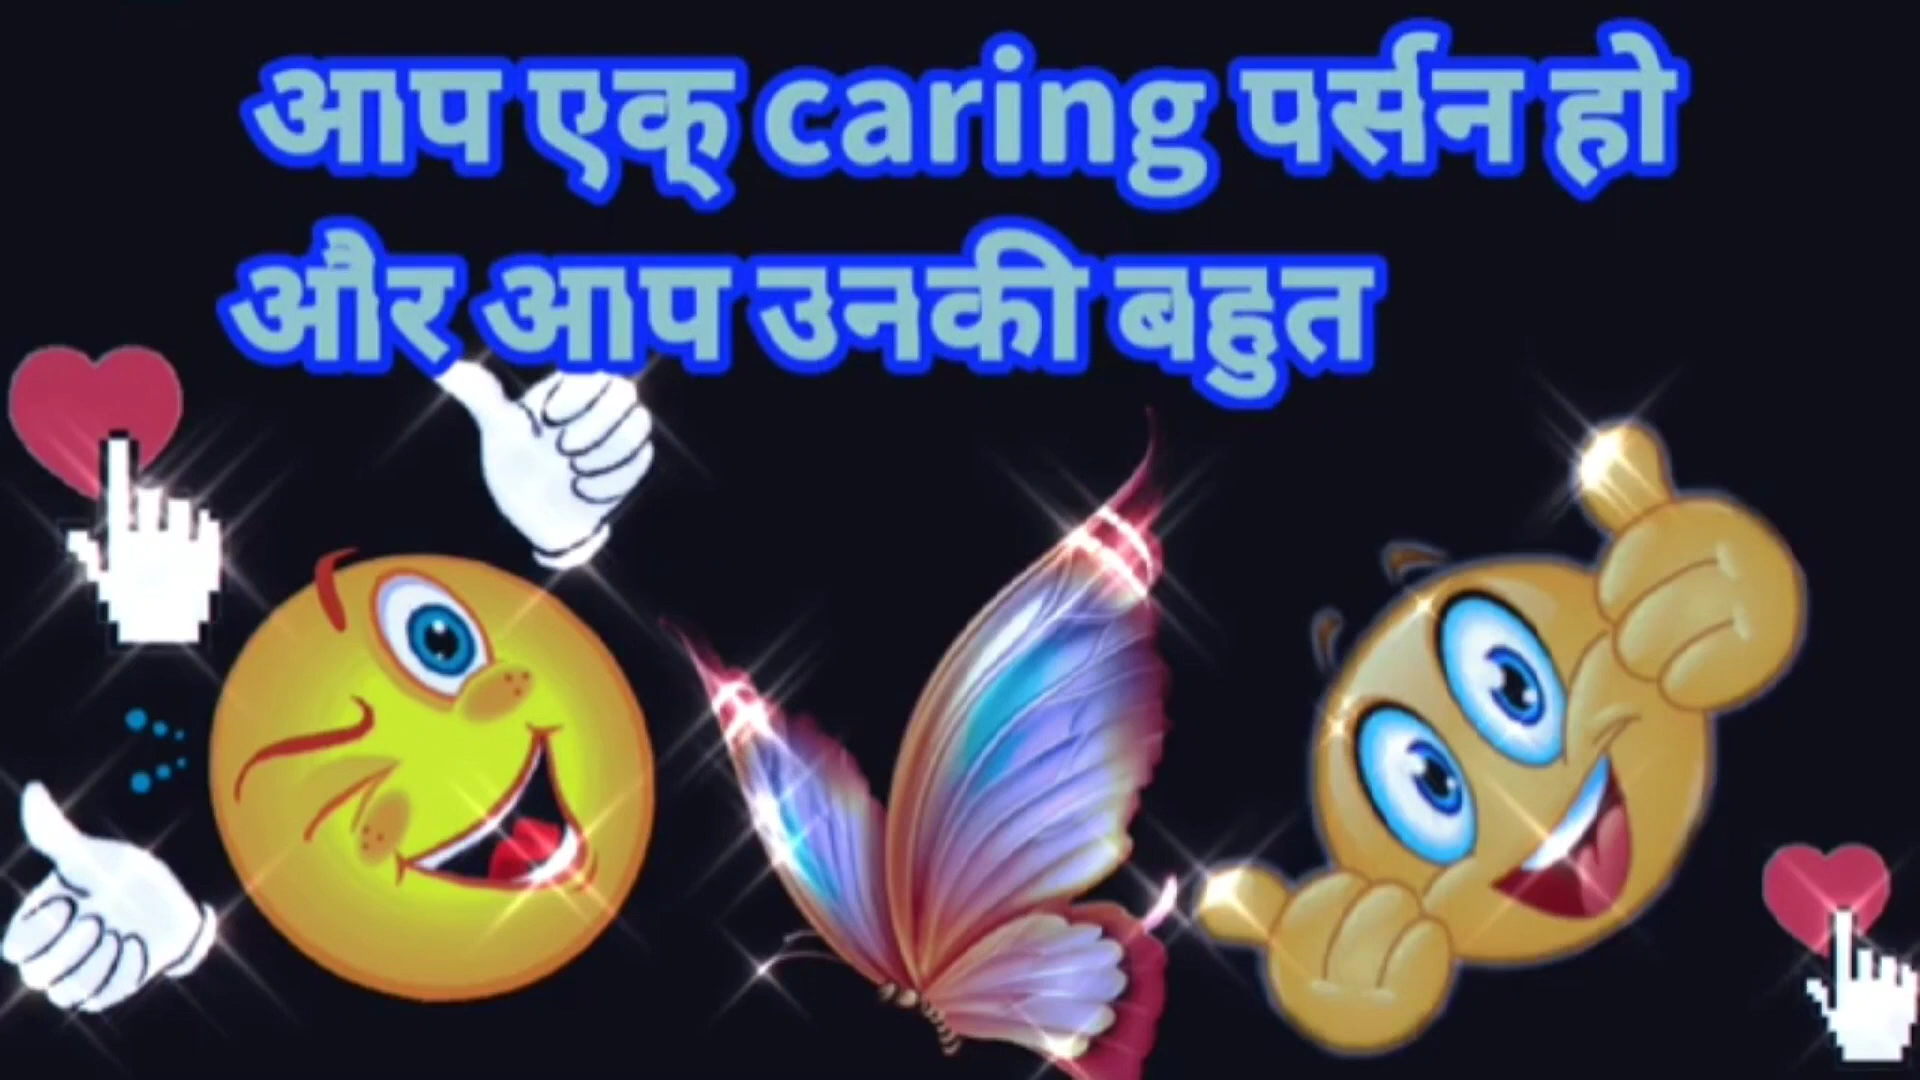 आप एक् caring पर्सन हो
और आप उनकी बहुत